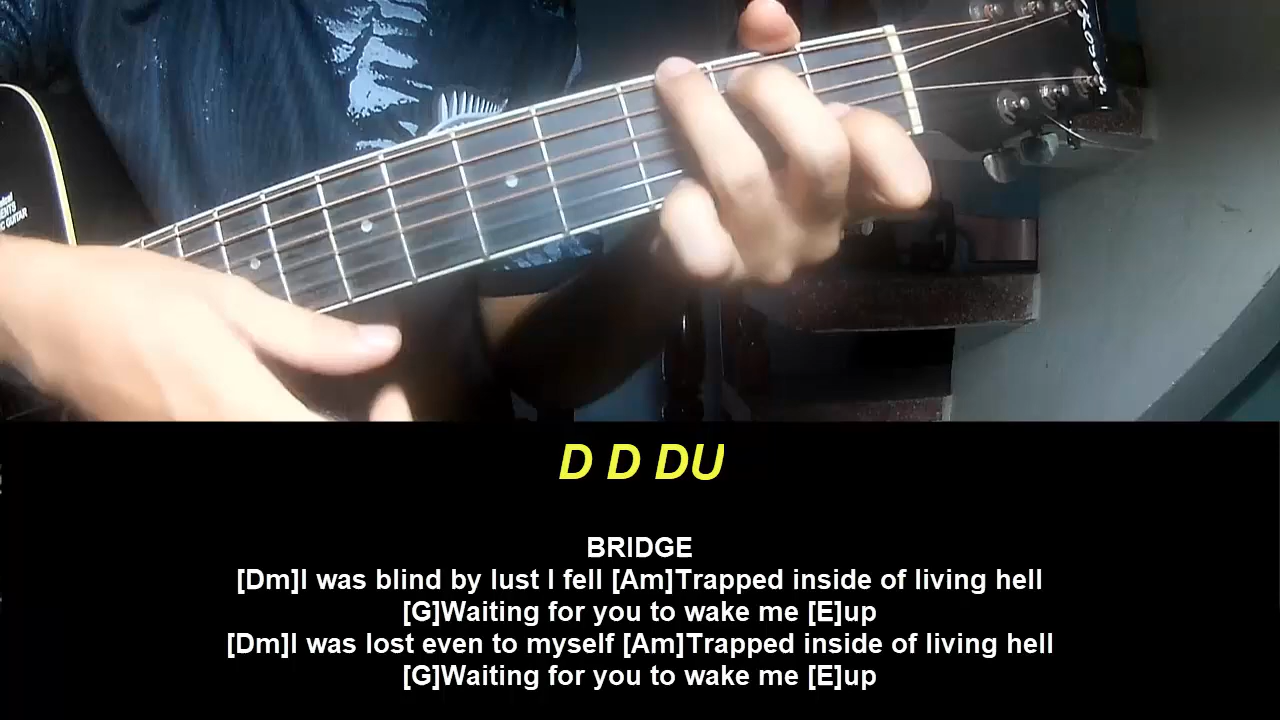 D D DU
BRIDGE
[Dm]I was blind by lust I fell [Am]Trapped inside of living hell
[G]Waiting for you to wake me [E]up
[Dm]I was lost even to myself [Am]Trapped inside of living hell
[G]Waiting for you to wake me [E]up